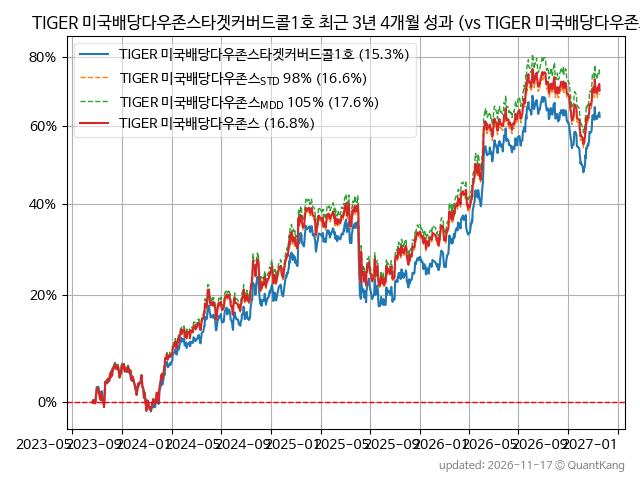 TIGER 미국배당다우존스타겟커버드콜1호 최근 3년 4개월 성과 (vs TIGER 미국배당다우존스
TIGER 미국배당다우존스타겟커버드콜1호 (15.3%)
TIGER 미국배당다우존스STD 98% (16.6%)
TIGER 미국배당다우존스MDD 105% (17.6%)
TIGER 미국배당다우존스 (16.8%)
80%
60%
40%
20%
0%
2023-05 2023-09 2024-01 2024-05 2024-09 2025-01 2025-05 2025-09 2026-01 2026-05 2026-09 2027-01
updated: 2026-11-17 © QuantKang